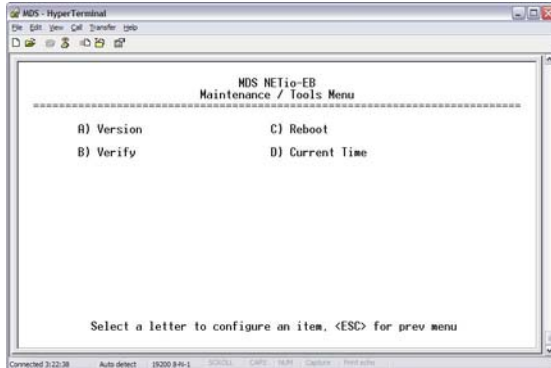 MDS - HyperTerminal
File Edit View Call Transfer Help
MDS NETio-EB
Maintenance / Tools Menu
================================================================================
A) Version C) Reboot
B) Verify D) Current Time
Select a letter to configure an item, <ESC> for prev menu
Connected 3:22:38 Auto detect 19200 8-N-1 SCROLL CAPS NUM Capture Print echo